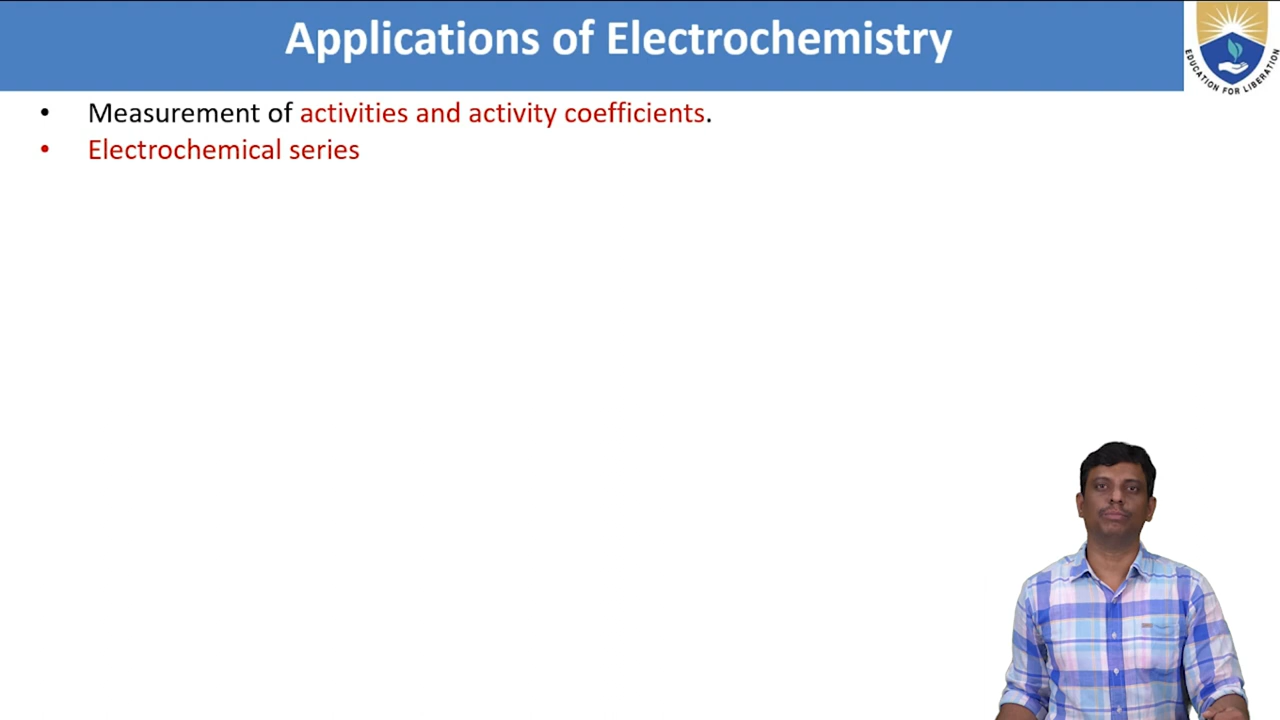 Applications of Electrochemistry
EDUCATION FOR LIBERATION
• Measurement of activities and activity coefficients.
• Electrochemical series